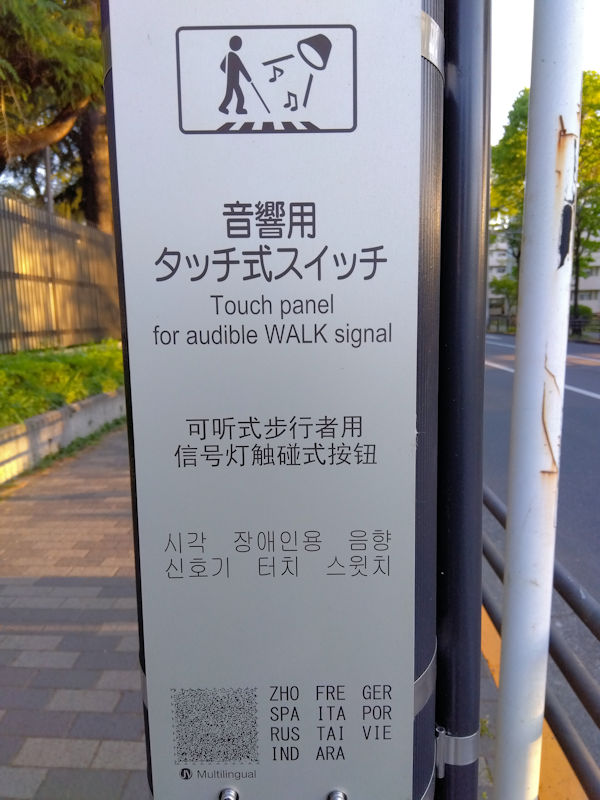 音響用
タッチ式スイッチ
Touch panel
for audible WALK signal
可听式步行者用
信号灯触碰式按钮
시각 장애인용 음향
신호기 터치 스윗치
ZHO FRE GER
SPA ITA POR
RUS TAI VIE
IND ARA
Multilingual